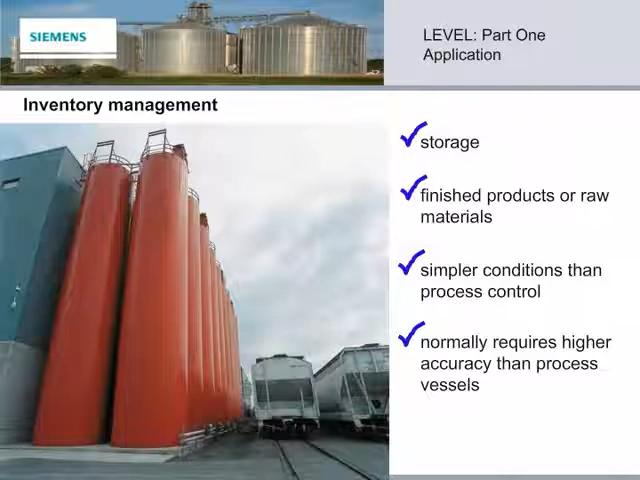 SIEMENS
LEVEL: Part One
Application
Inventory management
storage
finished products or raw
materials
simpler conditions than
process control
normally requires higher
accuracy than process
vessels